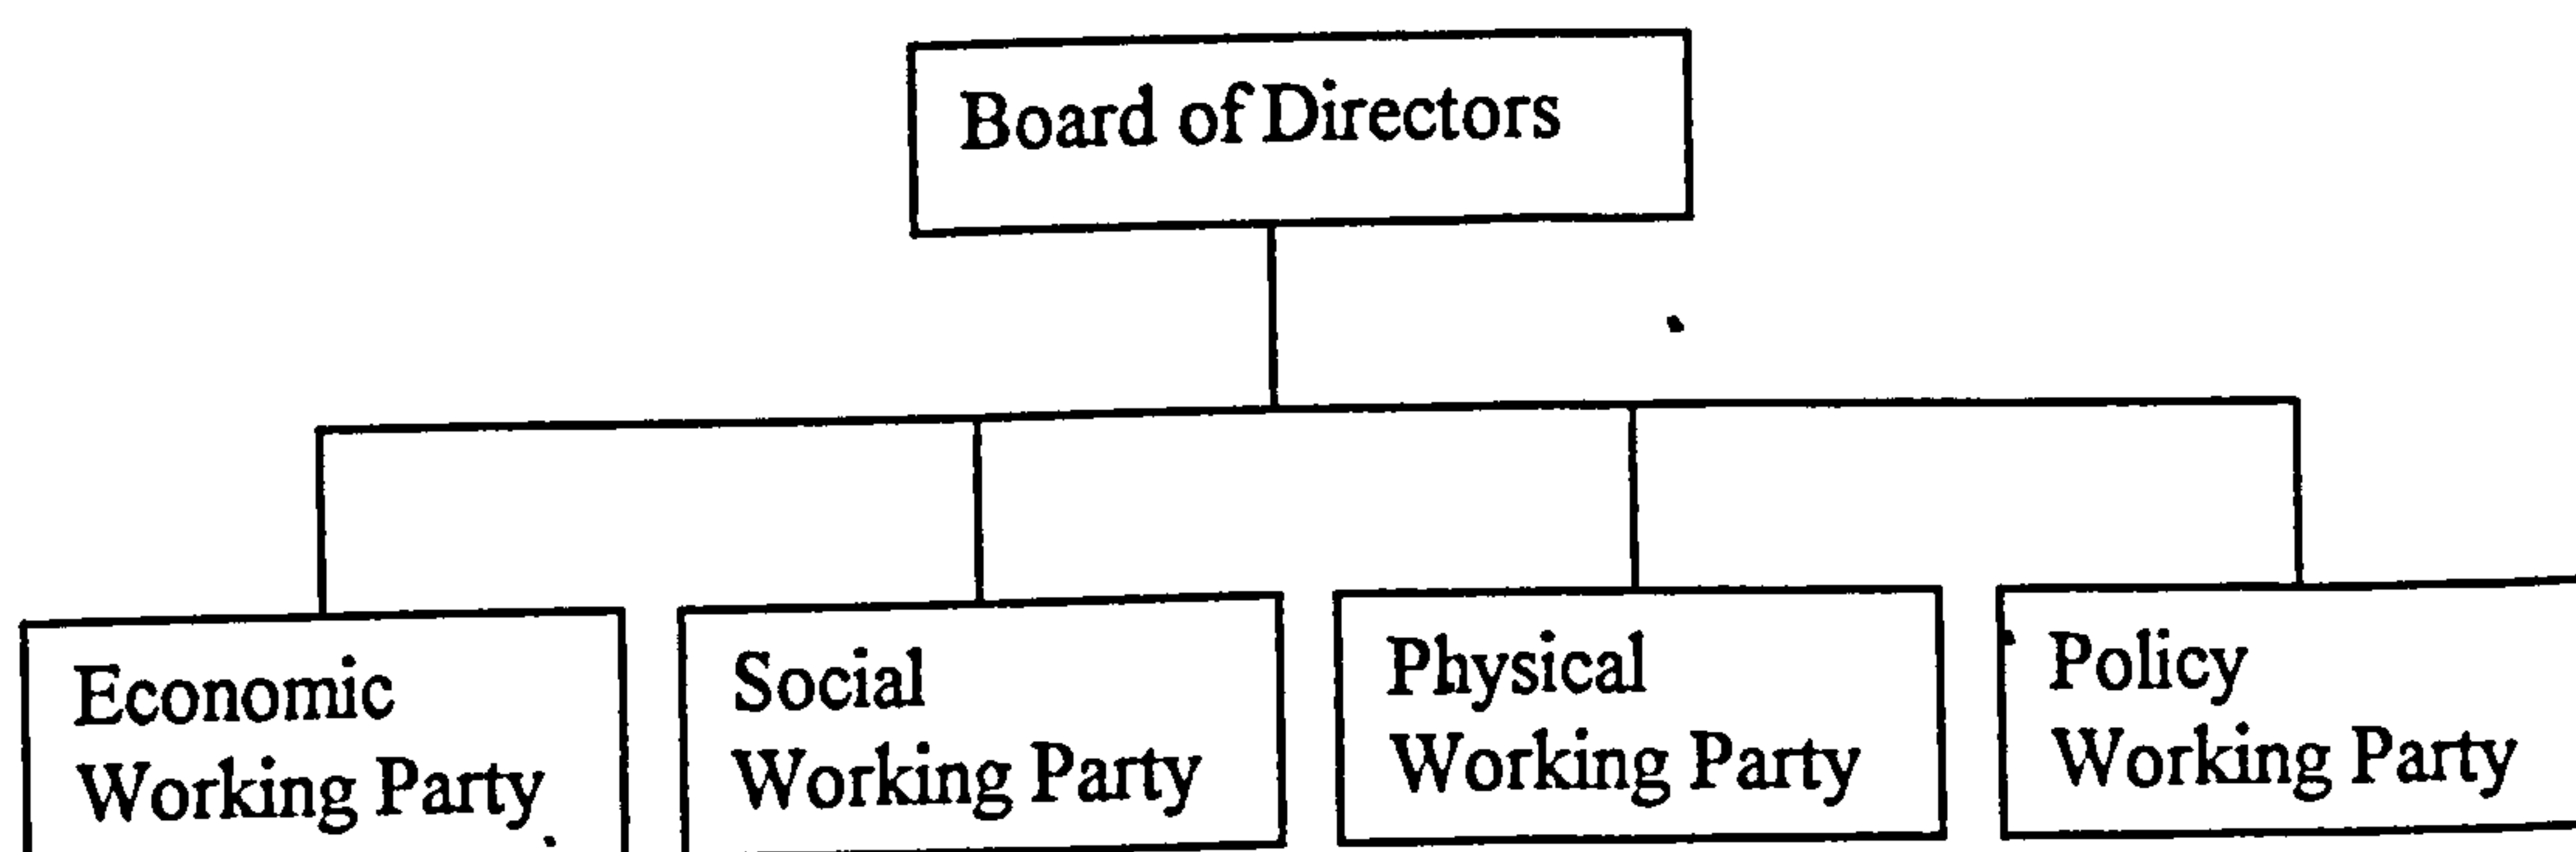 Board of Directors
Economic
Working Party
Social
Working Party
Physical
Working Party
Policy
Working Party